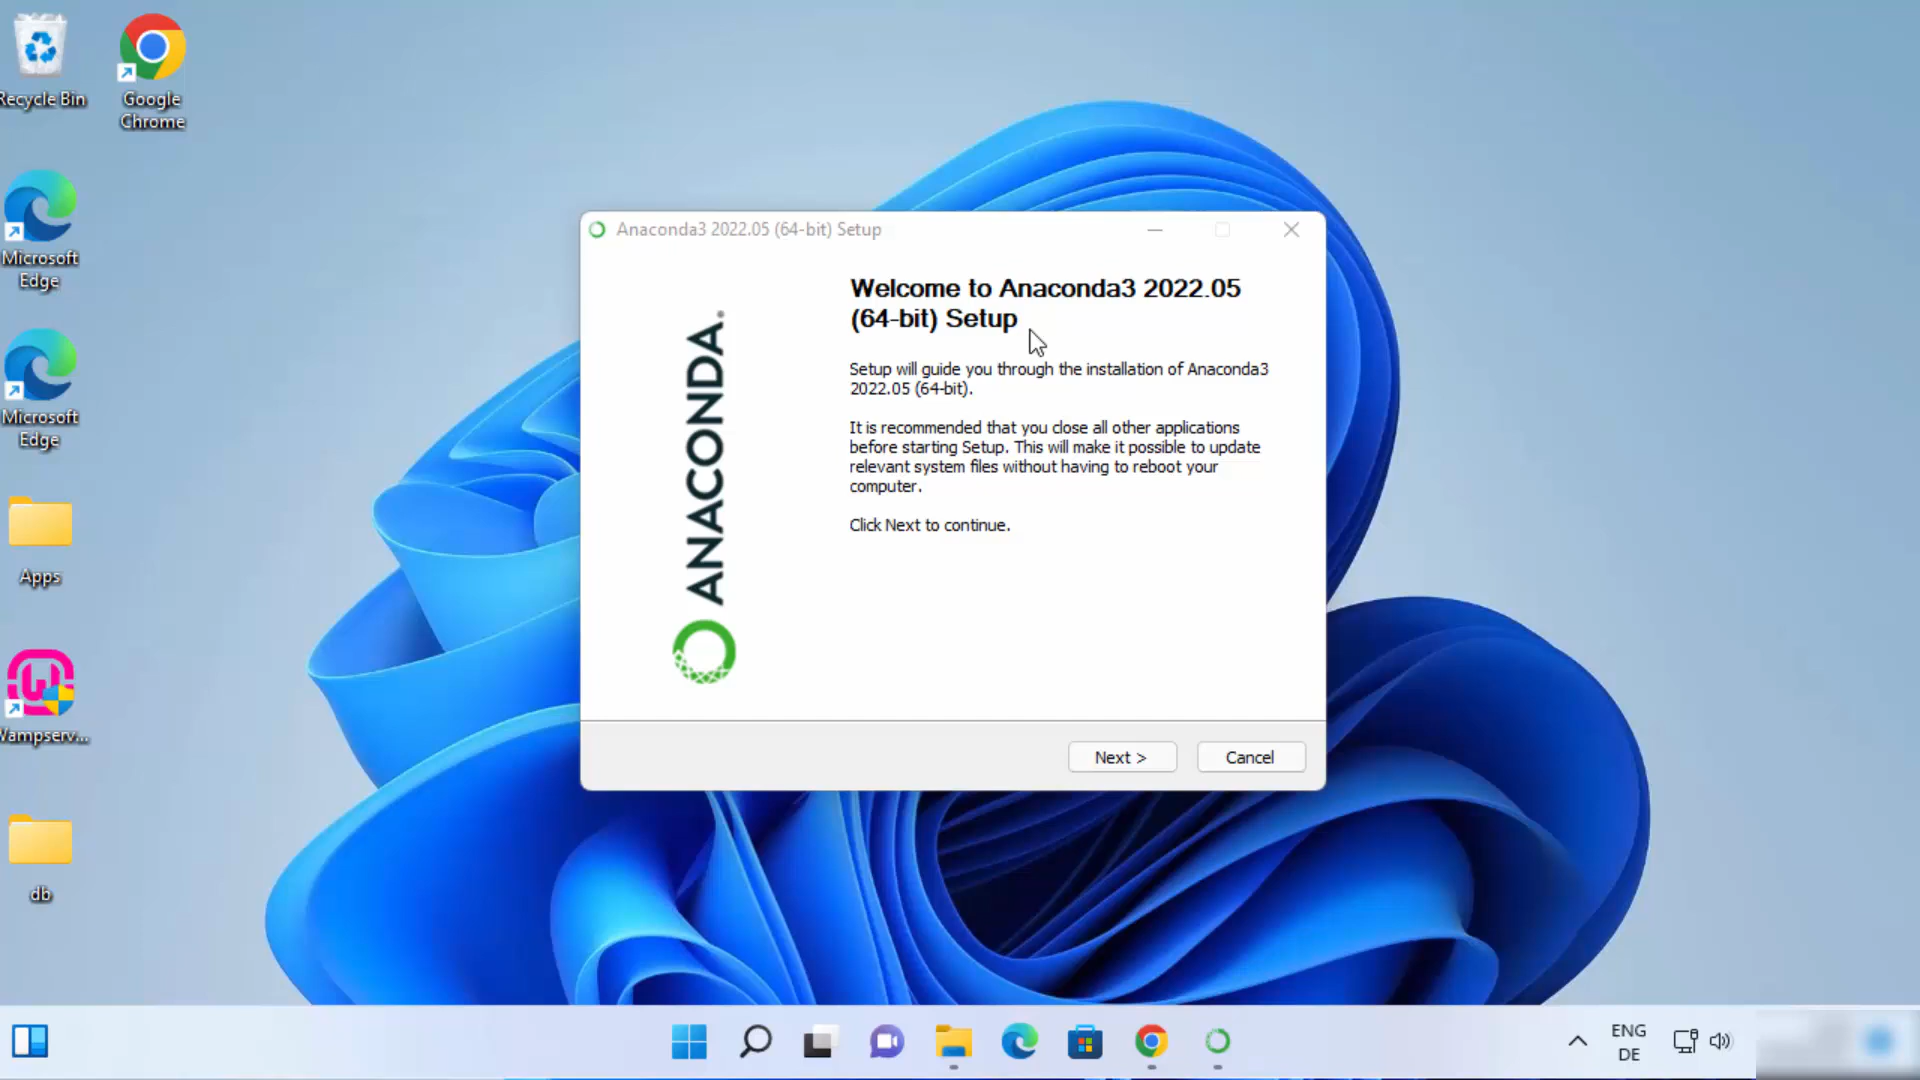 Recycle Bin
Google
Chrome
Microsoft
Edge
Microsoft
Edge
Apps
Wampserv...
db
Anaconda3 2022.05 (64-bit) Setup
ANACONDA.
Welcome to Anaconda3 2022.05
(64-bit) Setup
Setup will guide you through the installation of Anaconda3
2022.05 (64-bit).
It is recommended that you close all other applications
before starting Setup. This will make it possible to update
relevant system files without having to reboot your
computer.
Click Next to continue.
Next >
Cancel
ENG
DE